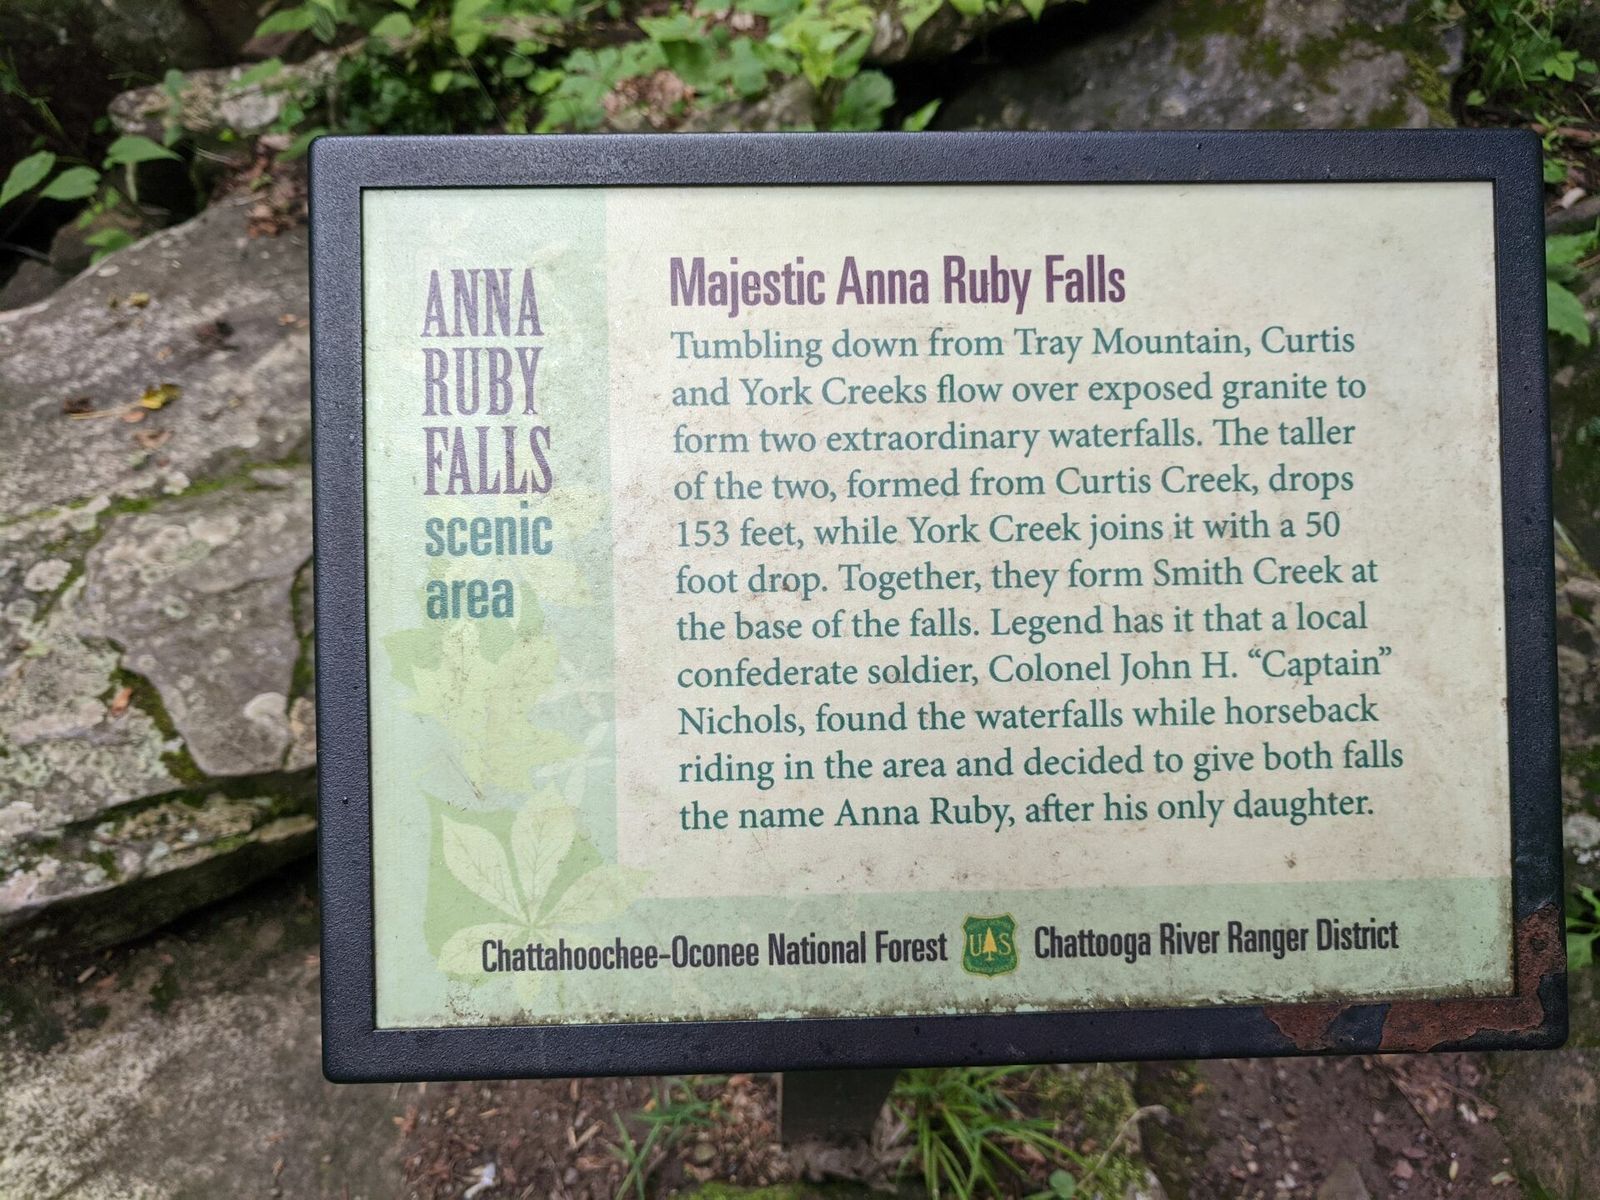 ANNA
RUBY
FALLS
scenic
area
Majestic Anna Ruby Falls
Tumbling down from Tray Mountain, Curtis
and York Creeks flow over exposed granite to
form two extraordinary waterfalls. The taller
of the two, formed from Curtis Creek, drops
153 feet, while York Creek joins it with a 50
foot drop. Together, they form Smith Creek at
the base of the falls. Legend has it that a local
confederate soldier, Colonel John H. “Captain”
Nichols, found the waterfalls while horseback
riding in the area and decided to give both falls
the name Anna Ruby, after his only daughter.
Chattahoochee-Oconee National Forest
U S
Chattooga River Ranger District